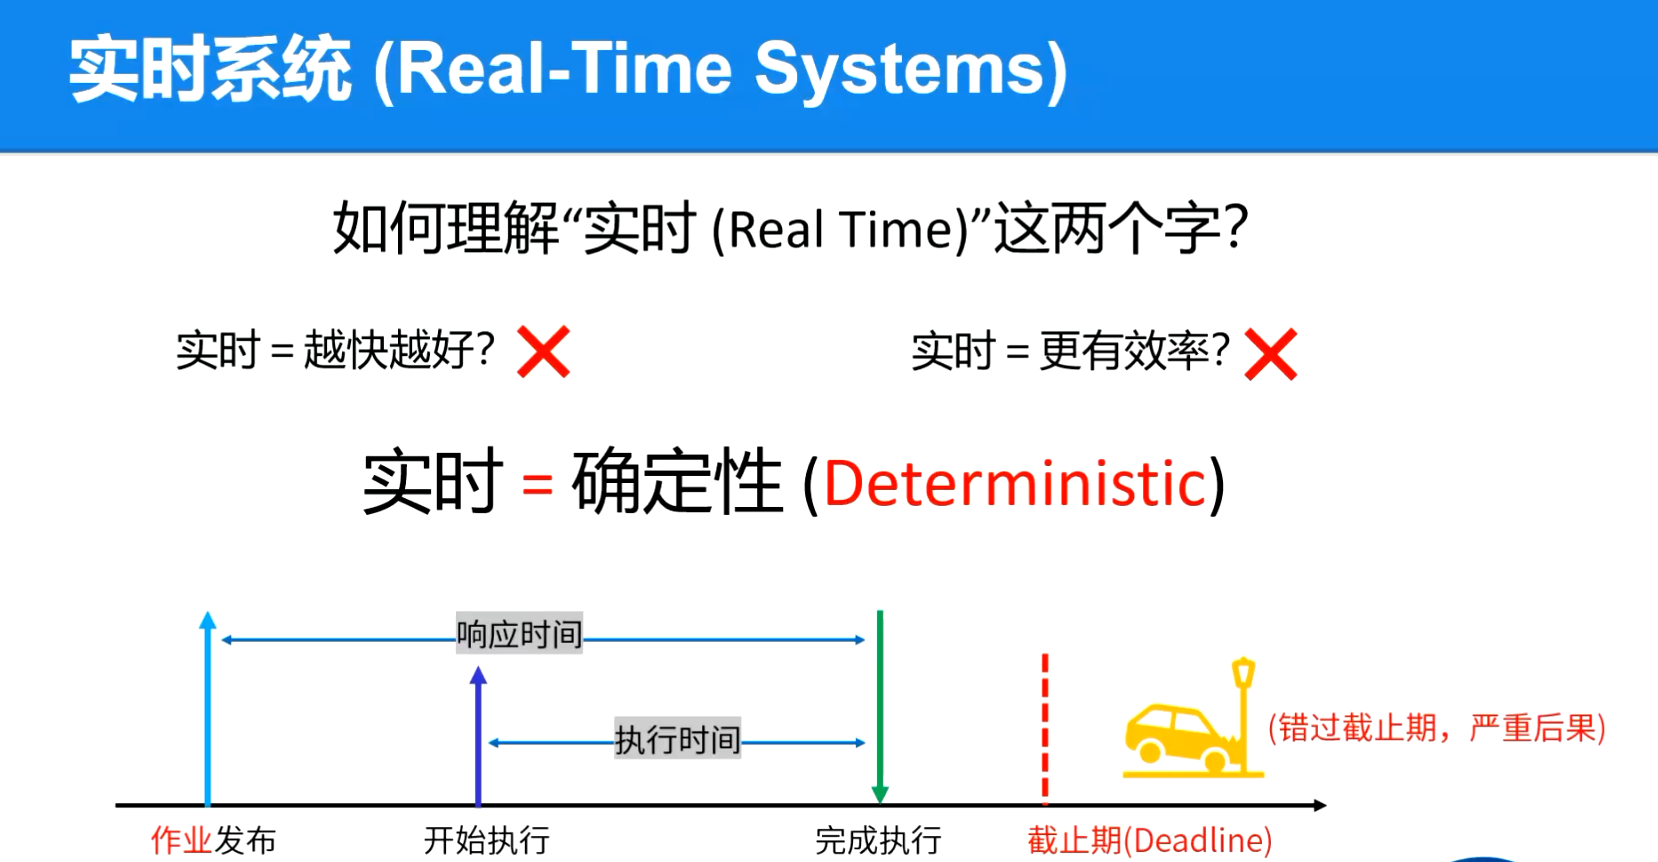 实时系统 (Real-Time Systems)
如何理解“实时 (Real Time)”这两个字？
实时 = 越快越好？
实时 = 更有效率？
实时 = 确定性 (Deterministic)
响应时间
执行时间
(错过截止期，严重后果)
作业发布
开始执行
完成执行
截止期(Deadline)